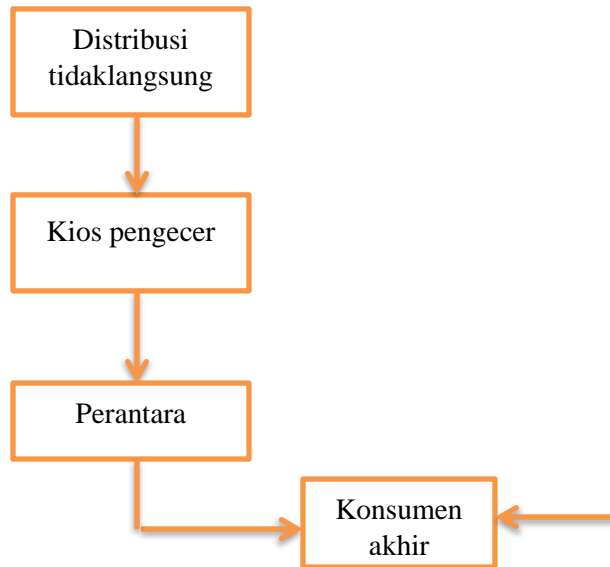 Distribusi
tidaklangsung
Kios pengecer
Perantara
Konsumen
akhir